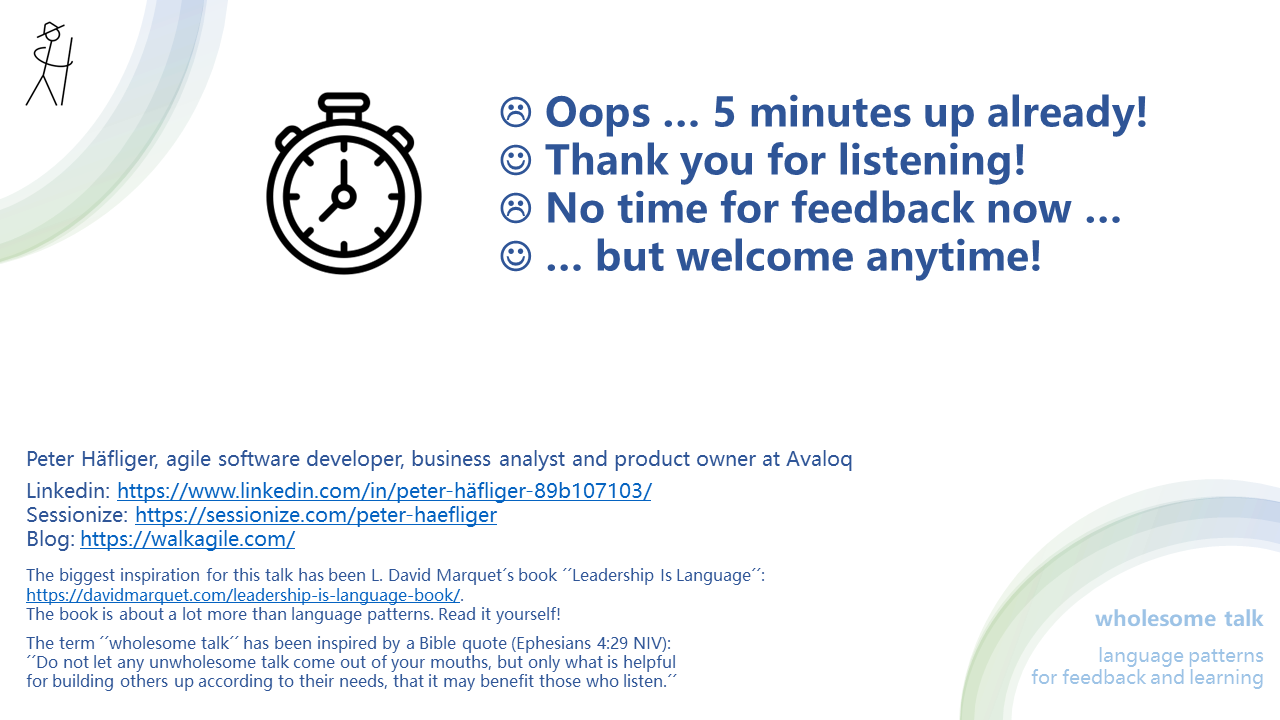 ☹ Oops … 5 minutes up already!
☺ Thank you for listening!
☹ No time for feedback now …
☺ … but welcome anytime!
Peter Häfliger, agile software developer, business analyst and product owner at Avaloq
Linkedin: https://www.linkedin.com/in/peter-häfliger-89b107103/
Sessionize: https://sessionize.com/peter-haefliger
Blog: https://walkagile.com/
The biggest inspiration for this talk has been L. David Marquet´s book ´´Leadership Is Language´´:
https://davidmarquet.com/leadership-is-language-book/.
The book is about a lot more than language patterns. Read it yourself!
The term ´´wholesome talk´´ has been inspired by a Bible quote (Ephesians 4:29 NIV):
´´Do not let any unwholesome talk come out of your mouths, but only what is helpful
for building others up according to their needs, that it may benefit those who listen.´´
wholesome talk
language patterns
for feedback and learning